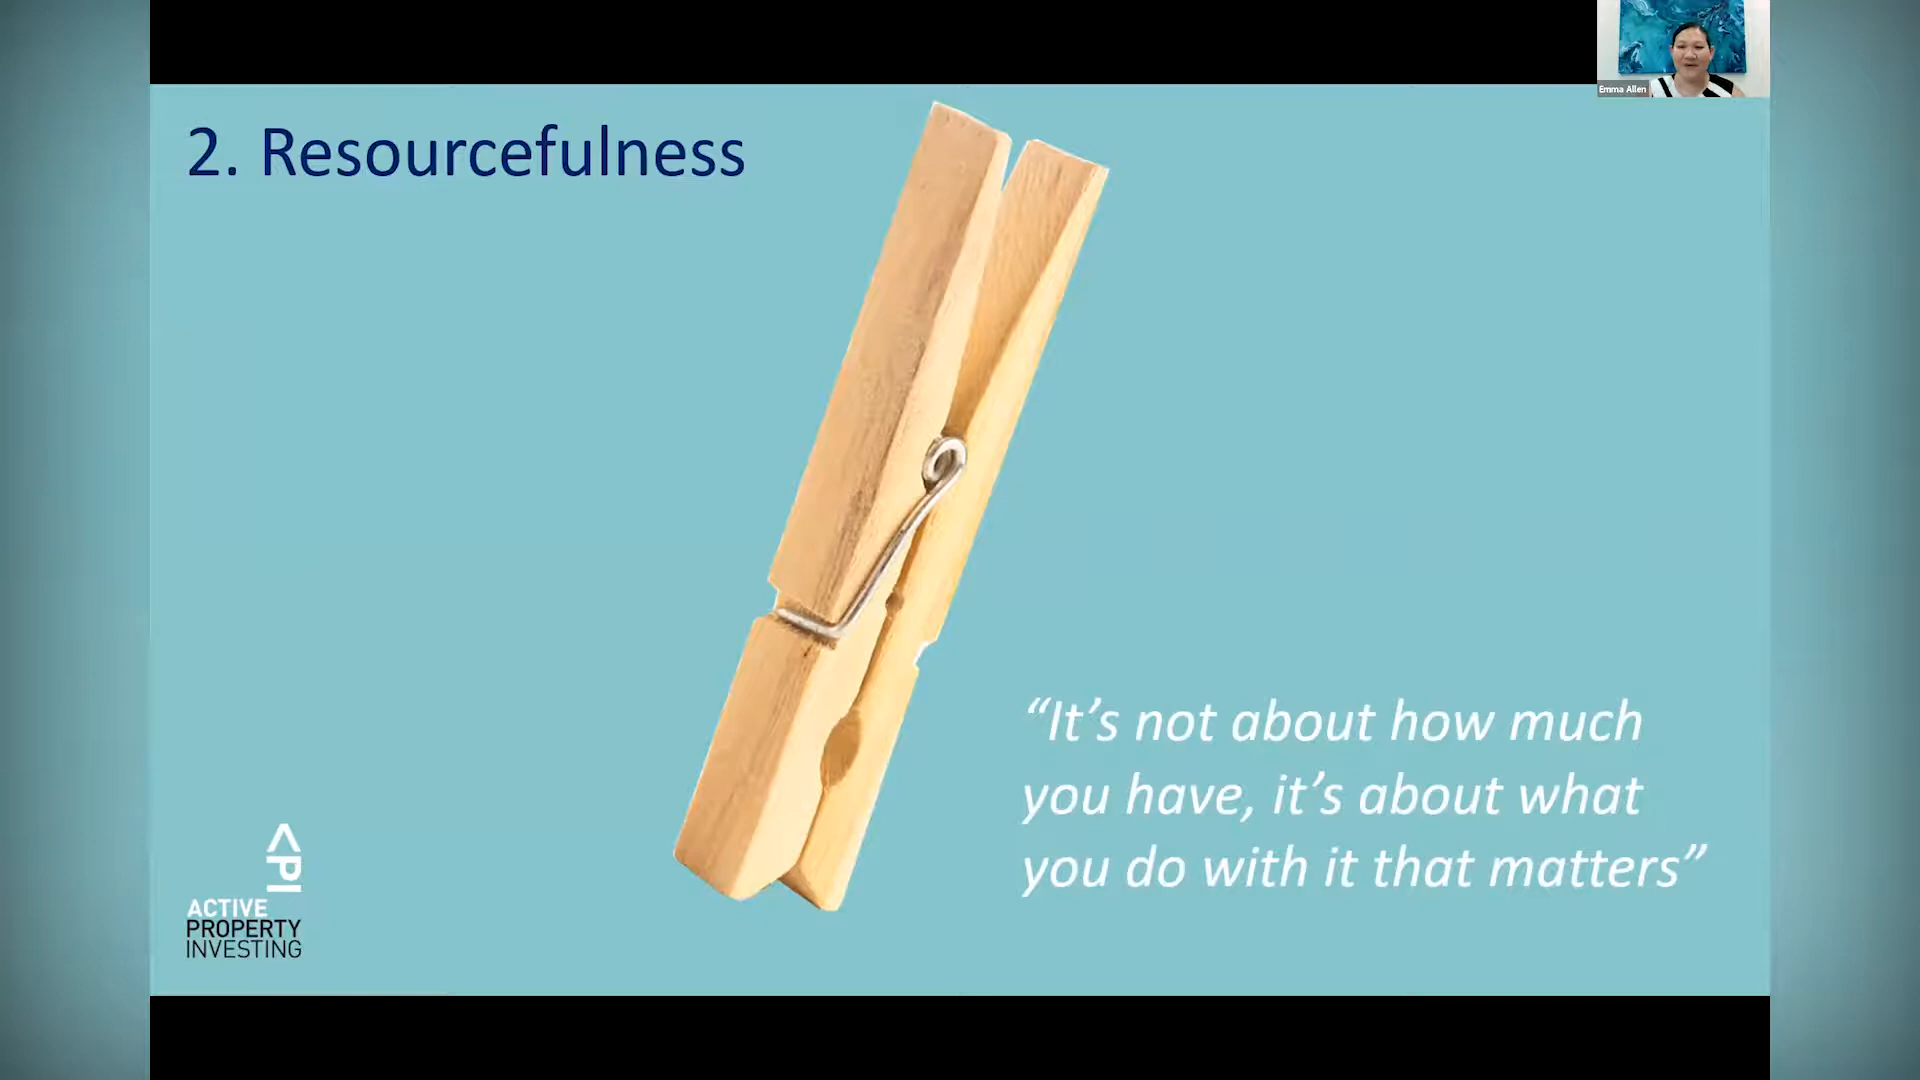 Emma Allen
2. Resourcefulness
“It’s not about how much
you have, it’s about what
you do with it that matters”
API
ACTIVE
PROPERTY
INVESTING